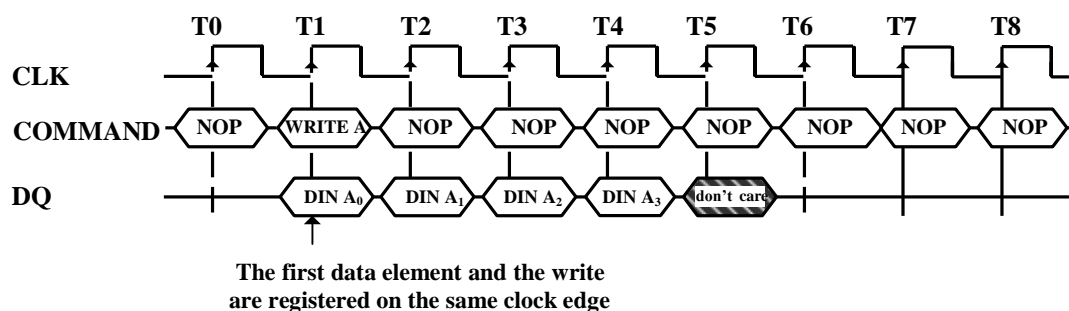 T0 T1 T2 T3 T4 T5 T6 T7 T8
CLK
COMMAND NOP WRITE A NOP NOP NOP NOP NOP NOP NOP
DQ DIN A0 DIN A1 DIN A2 DIN A3 don't care
The first data element and the write
are registered on the same clock edge